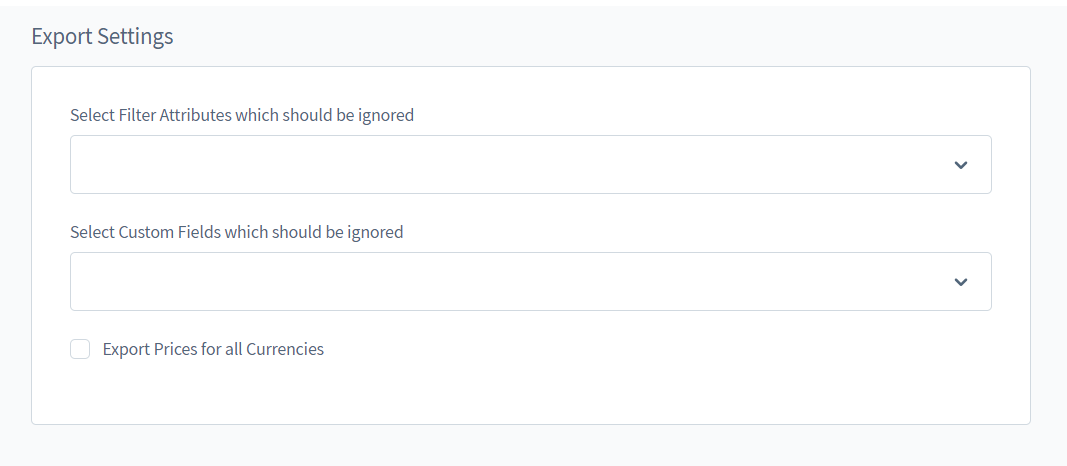 Export Settings
Select Filter Attributes which should be ignored
Select Custom Fields which should be ignored
Export Prices for all Currencies